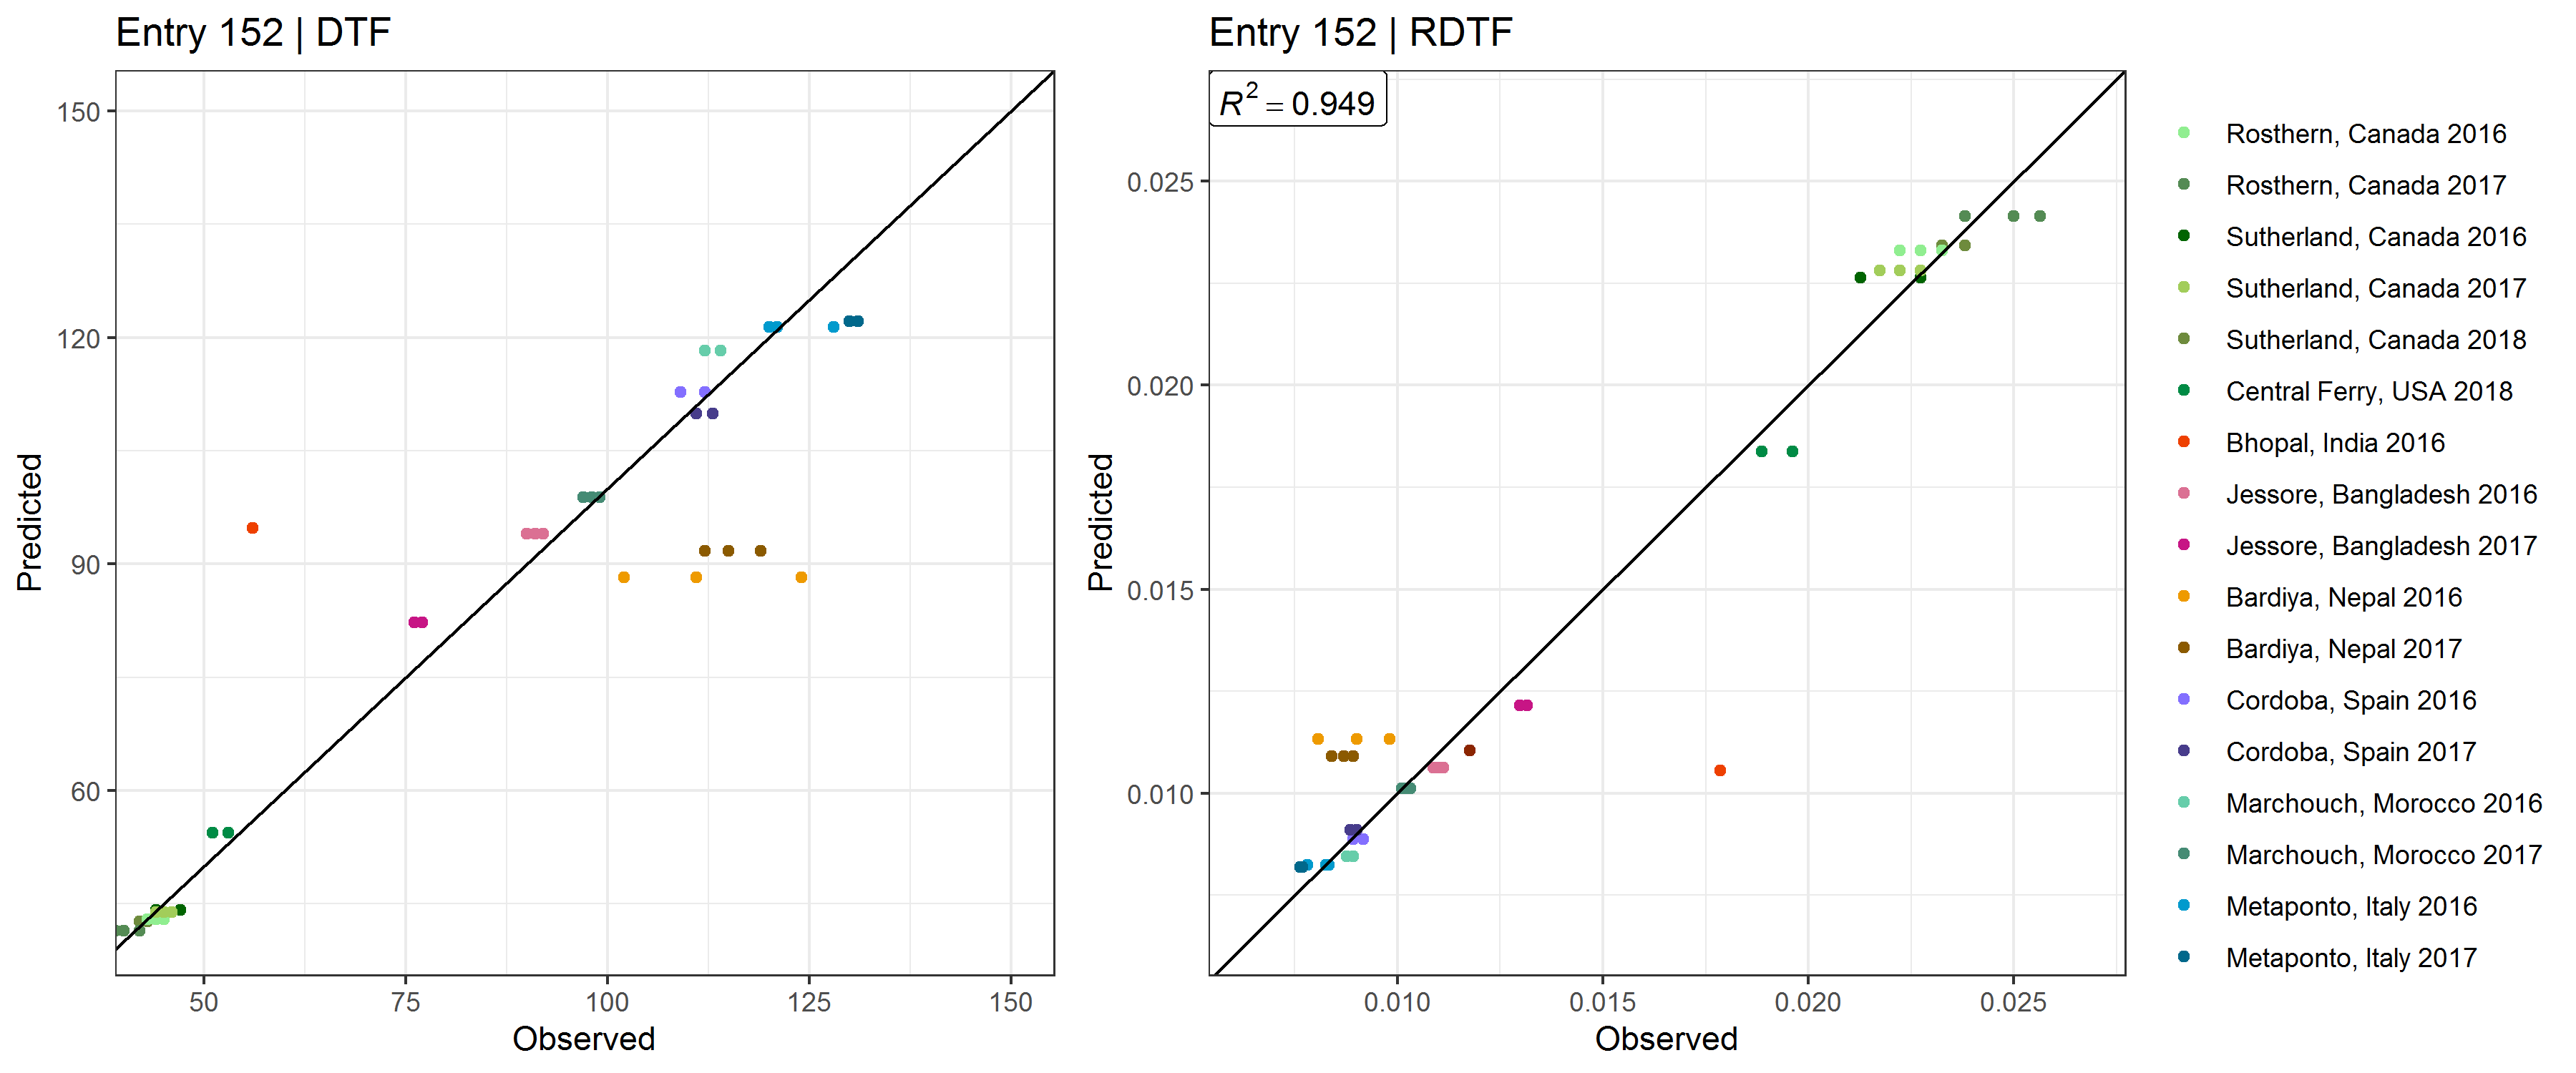 Entry 152 | DTF
150
120
90
60
Predicted
50 75 100 125 150
Observed
Entry 152 | RDTF
R² = 0.949
0.025
0.020
0.015
0.010
Predicted
0.010 0.015 0.020 0.025
Observed
Rosthern, Canada 2016
Rosthern, Canada 2017
Sutherland, Canada 2016
Sutherland, Canada 2017
Sutherland, Canada 2018
Central Ferry, USA 2018
Bhopal, India 2016
Jessore, Bangladesh 2016
Jessore, Bangladesh 2017
Bardiya, Nepal 2016
Bardiya, Nepal 2017
Cordoba, Spain 2016
Cordoba, Spain 2017
Marchouch, Morocco 2016
Marchouch, Morocco 2017
Metaponto, Italy 2016
Metaponto, Italy 2017